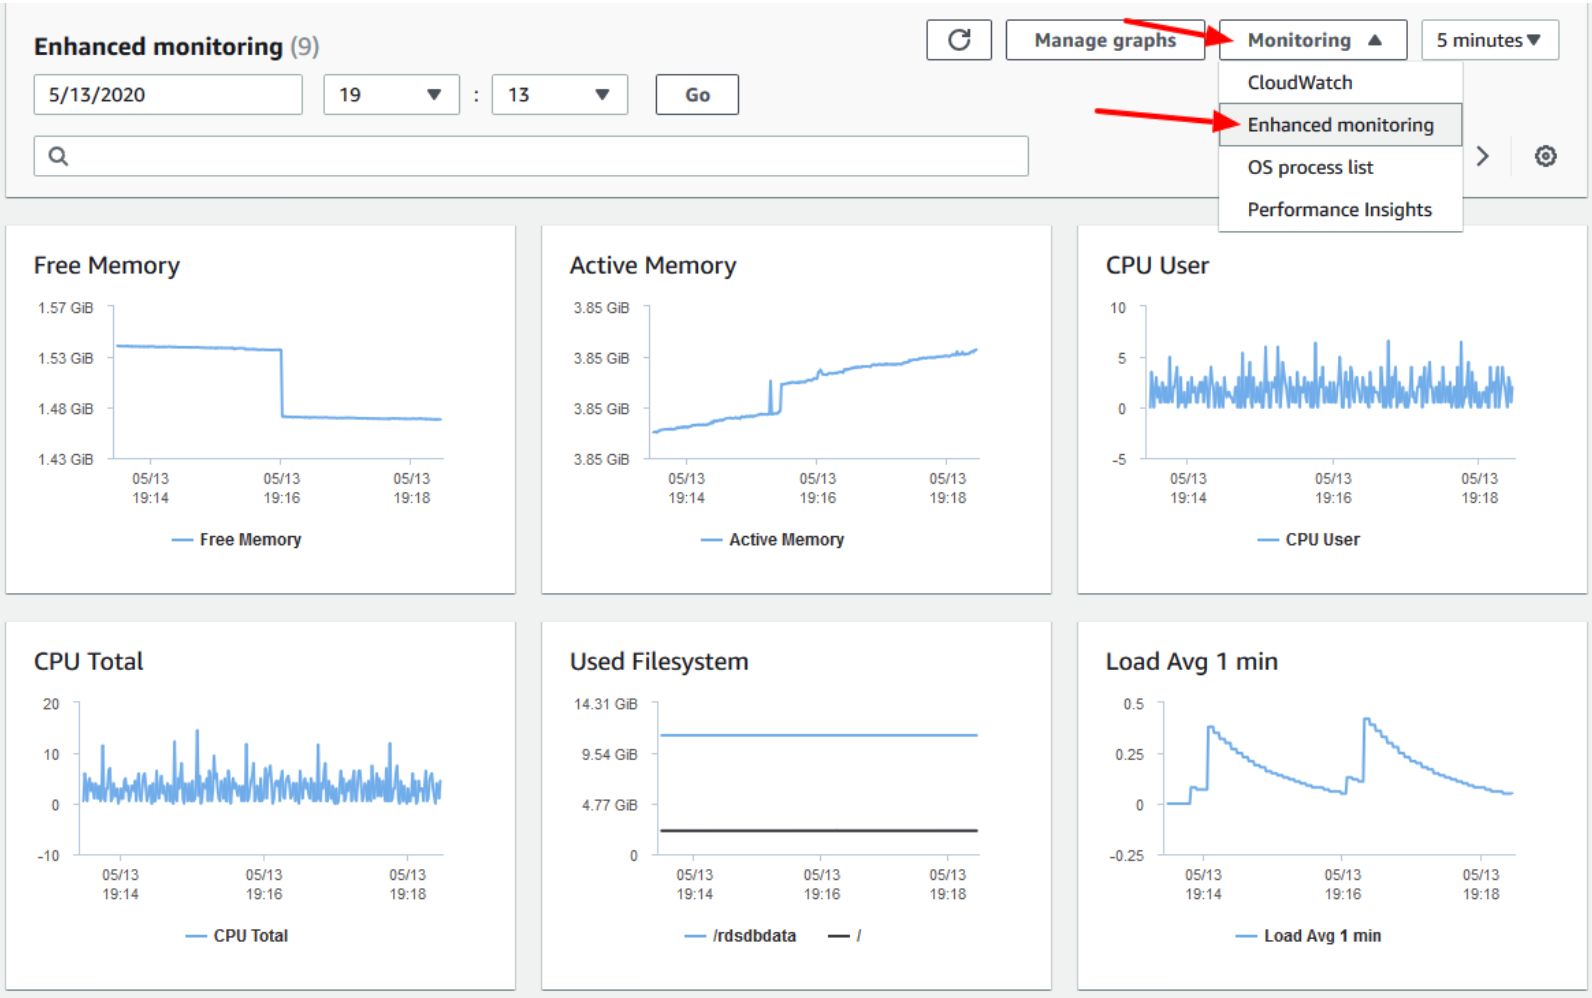 Enhanced monitoring (9)
Manage graphs
Monitoring ▲
5 minutes ▼
5/13/2020
19 ▼
:
13 ▼
Go
CloudWatch
Enhanced monitoring
OS process list
Performance Insights
Free Memory
1.57 GiB
1.53 GiB
1.48 GiB
1.43 GiB
05/13 05/13 05/13
19:14 19:16 19:18
Free Memory
Active Memory
3.85 GiB
3.85 GiB
3.85 GiB
3.85 GiB
05/13 05/13 05/13
19:14 19:16 19:18
Active Memory
CPU User
10
5
0
-5
05/13 05/13 05/13
19:14 19:16 19:18
CPU User
CPU Total
20
10
0
-10
05/13 05/13 05/13
19:14 19:16 19:18
CPU Total
Used Filesystem
14.31 GiB
9.54 GiB
4.77 GiB
0
05/13 05/13 05/13
19:14 19:16 19:18
/rdsdbdata /
Load Avg 1 min
0.5
0.25
0
-0.25
05/13 05/13 05/13
19:14 19:16 19:18
Load Avg 1 min